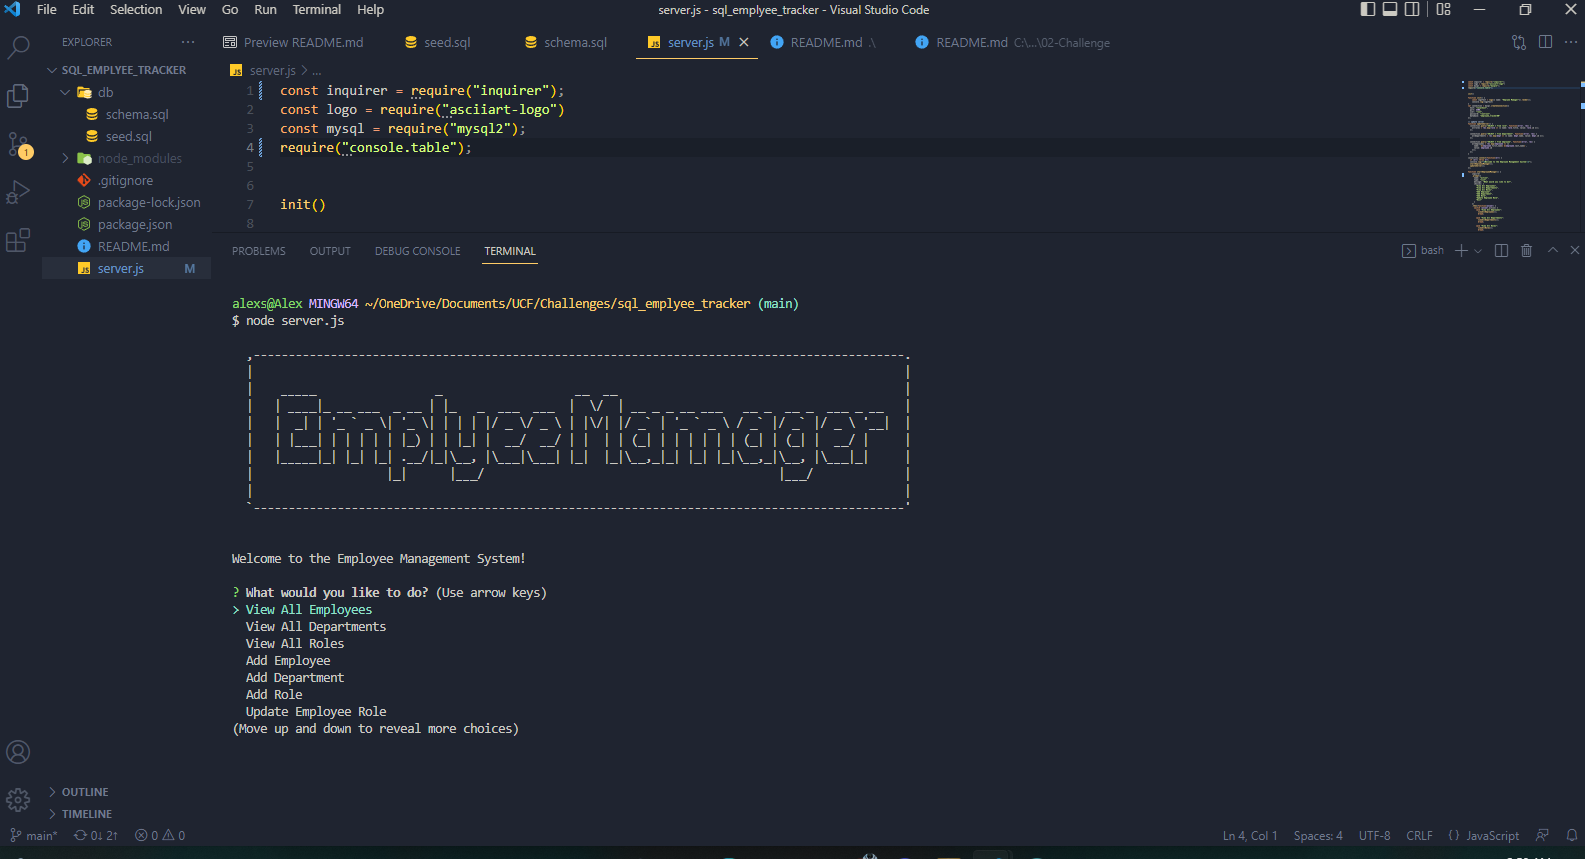 File Edit Selection View Go Run Terminal Help
server.js - sql_emplyee_tracker - Visual Studio Code
EXPLORER
Preview README.md
seed.sql
schema.sql
server.js M
README.md .\
README.md C:\...\02-Challenge
SQL_EMPLYEE_TRACKER
db
schema.sql
seed.sql
node_modules
.gitignore
package-lock.json
package.json
README.md
server.js M
1
server.js > ...
1 const inquirer = require("inquirer");
2 const logo = require("asciiart-logo")
3 const mysql = require("mysql2");
4 require("console.table");
5
6
7 init()
8
PROBLEMS OUTPUT DEBUG CONSOLE TERMINAL
bash
alexs@Alex MINGW64 ~/OneDrive/Documents/UCF/Challenges/sql_emplyee_tracker (main)
$ node server.js
Employee Manager
Welcome to the Employee Management System!
? What would you like to do? (Use arrow keys)
> View All Employees
View All Departments
View All Roles
Add Employee
Add Department
Add Role
Update Employee Role
(Move up and down to reveal more choices)
OUTLINE
TIMELINE
main* 0↓ 2↑ 0 0
Ln 4, Col 1 Spaces: 4 UTF-8 CRLF {} JavaScript